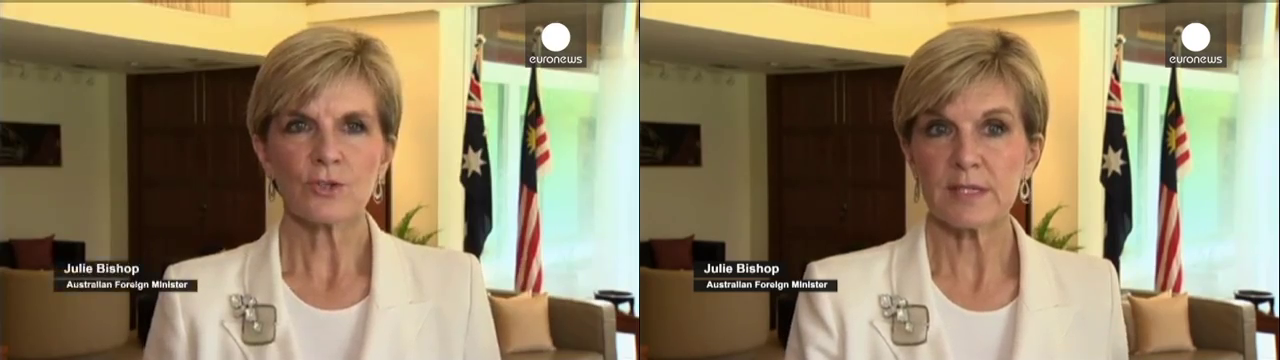 euronews
Julie Bishop
Australian Foreign Minister
euronews
Julie Bishop
Australian Foreign Minister